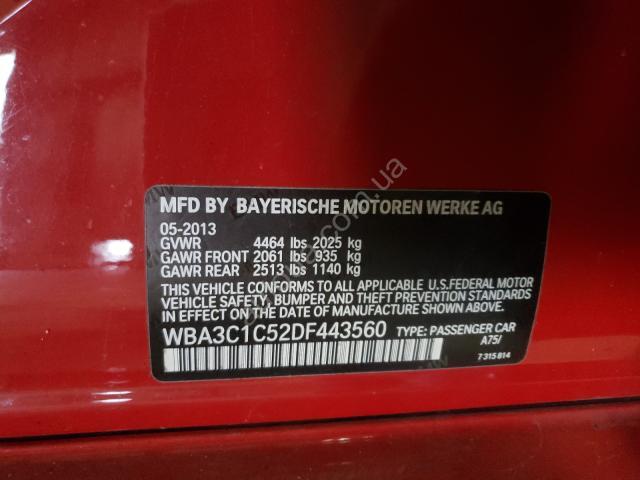 MFD BY BAYERISCHE MOTOREN WERKE AG
05-2013
GVWR 4464 lbs 2025 kg
GAWR FRONT 2061 lbs 935 kg
GAWR REAR 2513 lbs 1140 kg
THIS VEHICLE CONFORMS TO ALL APPLICABLE U.S.FEDERAL MOTOR
VEHICLE SAFETY, BUMPER AND THEFT PREVENTION STANDARDS
IN EFFECT ON THE DATE OF MANUFACTURE SHOWN ABOVE.
WBA3C1C52DF443560 TYPE: PASSENGER CAR
A75/
7 315 814